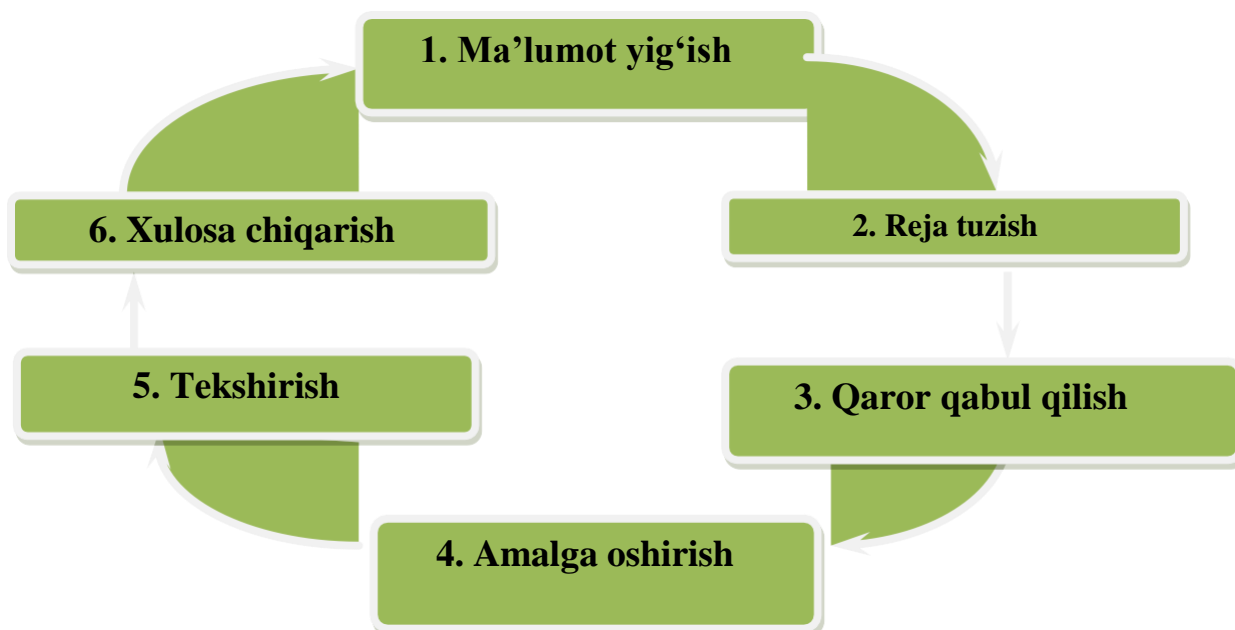 1. Ma’lumot yig‘ish
2. Reja tuzish
3. Qaror qabul qilish
4. Amalga oshirish
5. Tekshirish
6. Xulosa chiqarish